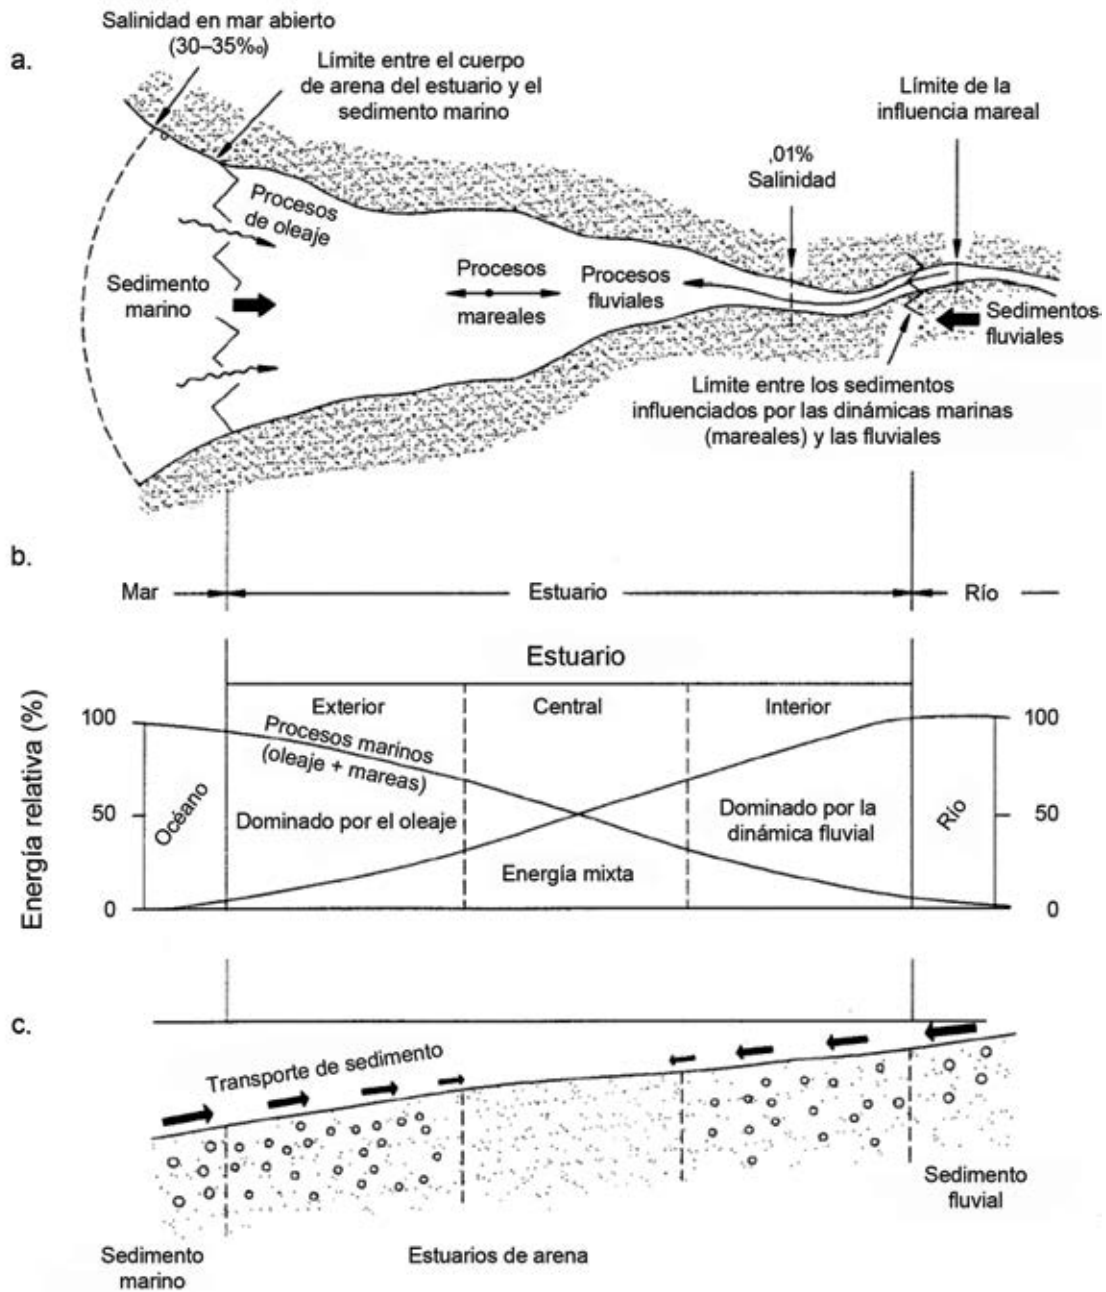 a.
Salinidad en mar abierto
(30–35‰)
Límite entre el cuerpo
de arena del estuario y el
sedimento marino
Límite de la
influencia mareal
,01%
Salinidad
Procesos
de oleaje
Sedimento
marino
Procesos
mareales
Procesos
fluviales
Sedimentos
fluviales
Límite entre los sedimentos
influenciados por las dinámicas marinas
(mareales) y las fluviales
b.
Mar
Estuario
Río
Estuario
Exterior
Central
Interior
Energía relativa (%)
100
50
0
Océano
Procesos marinos
(oleaje + mareas)
Dominado por el oleaje
Energía mixta
Dominado por la
dinámica fluvial
Río
100
50
0
c.
Transporte de sedimento
Sedimento
fluvial
Sedimento
marino
Estuarios de arena